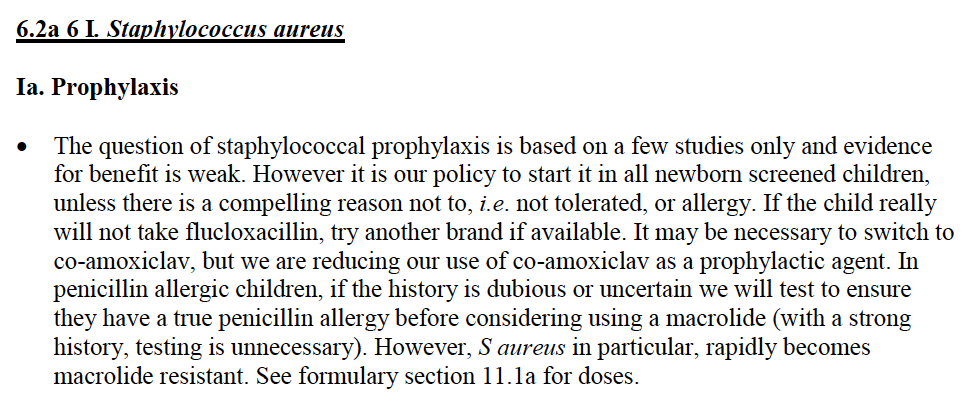 6.2a 6 I. Staphylococcus aureus
Ia. Prophylaxis
• The question of staphylococcal prophylaxis is based on a few studies only and evidence
for benefit is weak. However it is our policy to start it in all newborn screened children,
unless there is a compelling reason not to, i.e. not tolerated, or allergy. If the child really
will not take flucloxacillin, try another brand if available. It may be necessary to switch to
co-amoxiclav, but we are reducing our use of co-amoxiclav as a prophylactic agent. In
penicillin allergic children, if the history is dubious or uncertain we will test to ensure
they have a true penicillin allergy before considering using a macrolide (with a strong
history, testing is unnecessary). However, S aureus in particular, rapidly becomes
macrolide resistant. See formulary section 11.1a for doses.